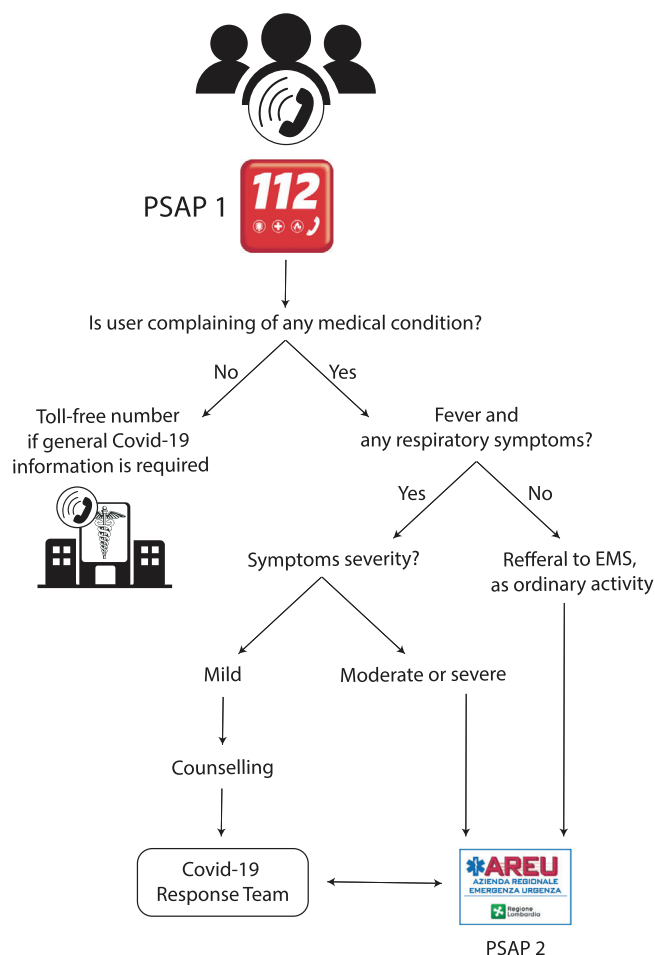 PSAP 1
112
Is user complaining of any medical condition?
No
Yes
Toll-free number
if general Covid-19
information is required
Fever and
any respiratory symptoms?
Yes
No
Symptoms severity?
Refferal to EMS,
as ordinary activity
Mild
Moderate or severe
Counselling
Covid-19
Response Team
AREU
AZIENDA REGIONALE
EMERGENZA URGENZA
Regione
Lombardia
PSAP 2